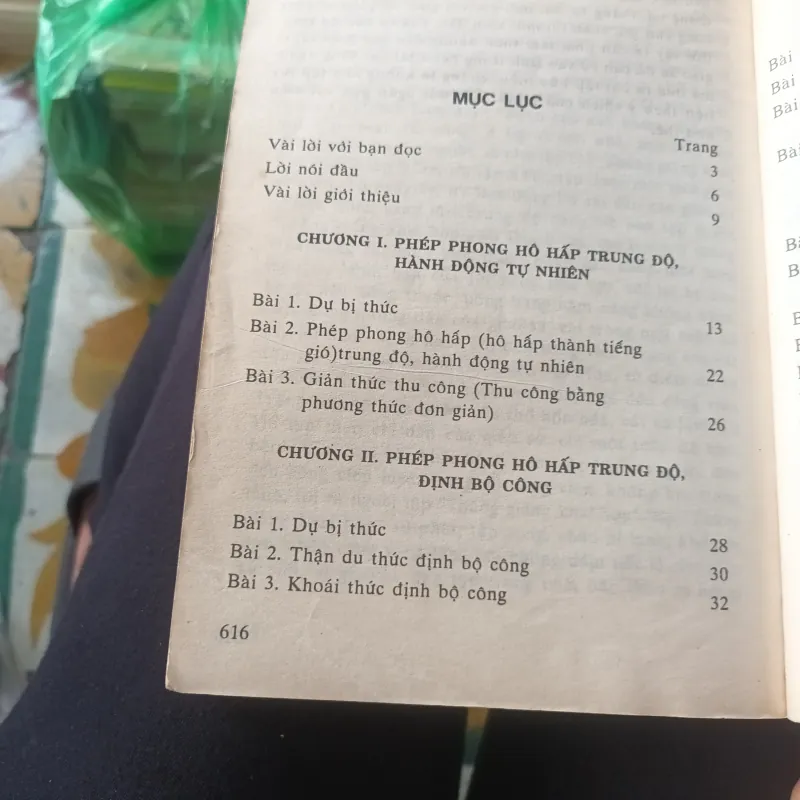 MỤC LỤC
Trang
Vài lời với bạn đọc 3
Lời nói đầu 6
Vài lời giới thiệu 9
CHƯƠNG I. PHÉP PHONG HÔ HẤP TRUNG ĐỘ,
HÀNH ĐỘNG TỰ NHIÊN
Bài 1. Dự bị thức 13
Bài 2. Phép phong hô hấp (hô hấp thành tiếng
gió)trung độ, hành động tự nhiên 22
Bài 3. Giản thức thu công (Thu công bằng
phương thức đơn giản) 26
CHƯƠNG II. PHÉP PHONG HÔ HẤP TRUNG ĐỘ,
ĐỊNH BỘ CÔNG
Bài 1. Dự bị thức 28
Bài 2. Thận du thức định bộ công 30
Bài 3. Khoái thức định bộ công 32
616
Bài
Bài
Bài